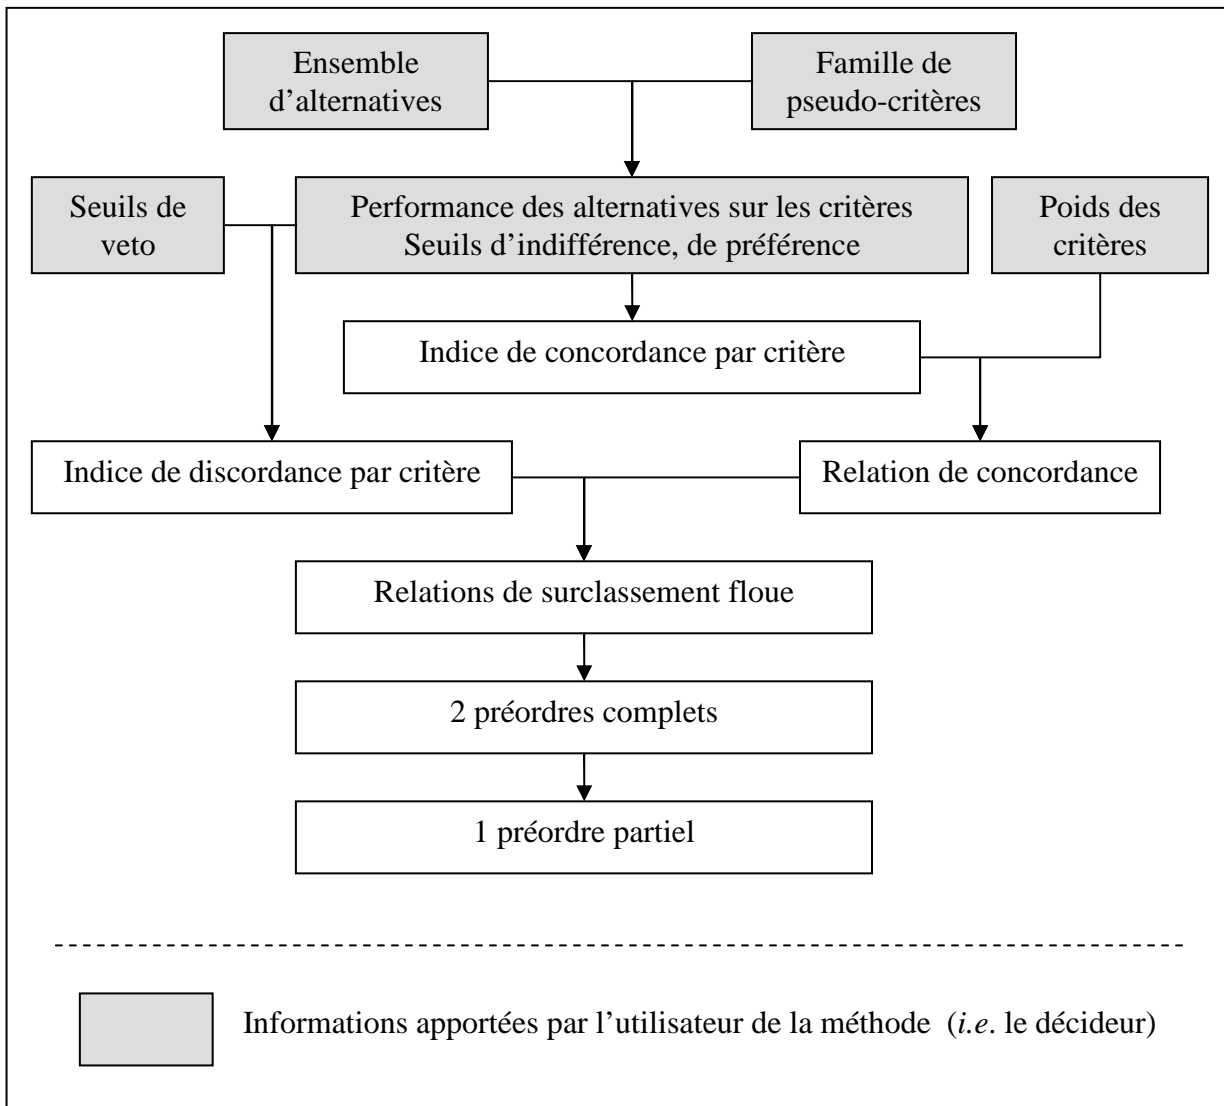 Ensemble
d’alternatives
Famille de
pseudo-critères
Seuils de
veto
Performance des alternatives sur les critères
Seuils d’indifférence, de préférence
Poids des
critères
Indice de concordance par critère
Indice de discordance par critère
Relation de concordance
Relations de surclassement floue
2 préordres complets
1 préordre partiel
Informations apportées par l’utilisateur de la méthode (i.e. le décideur)